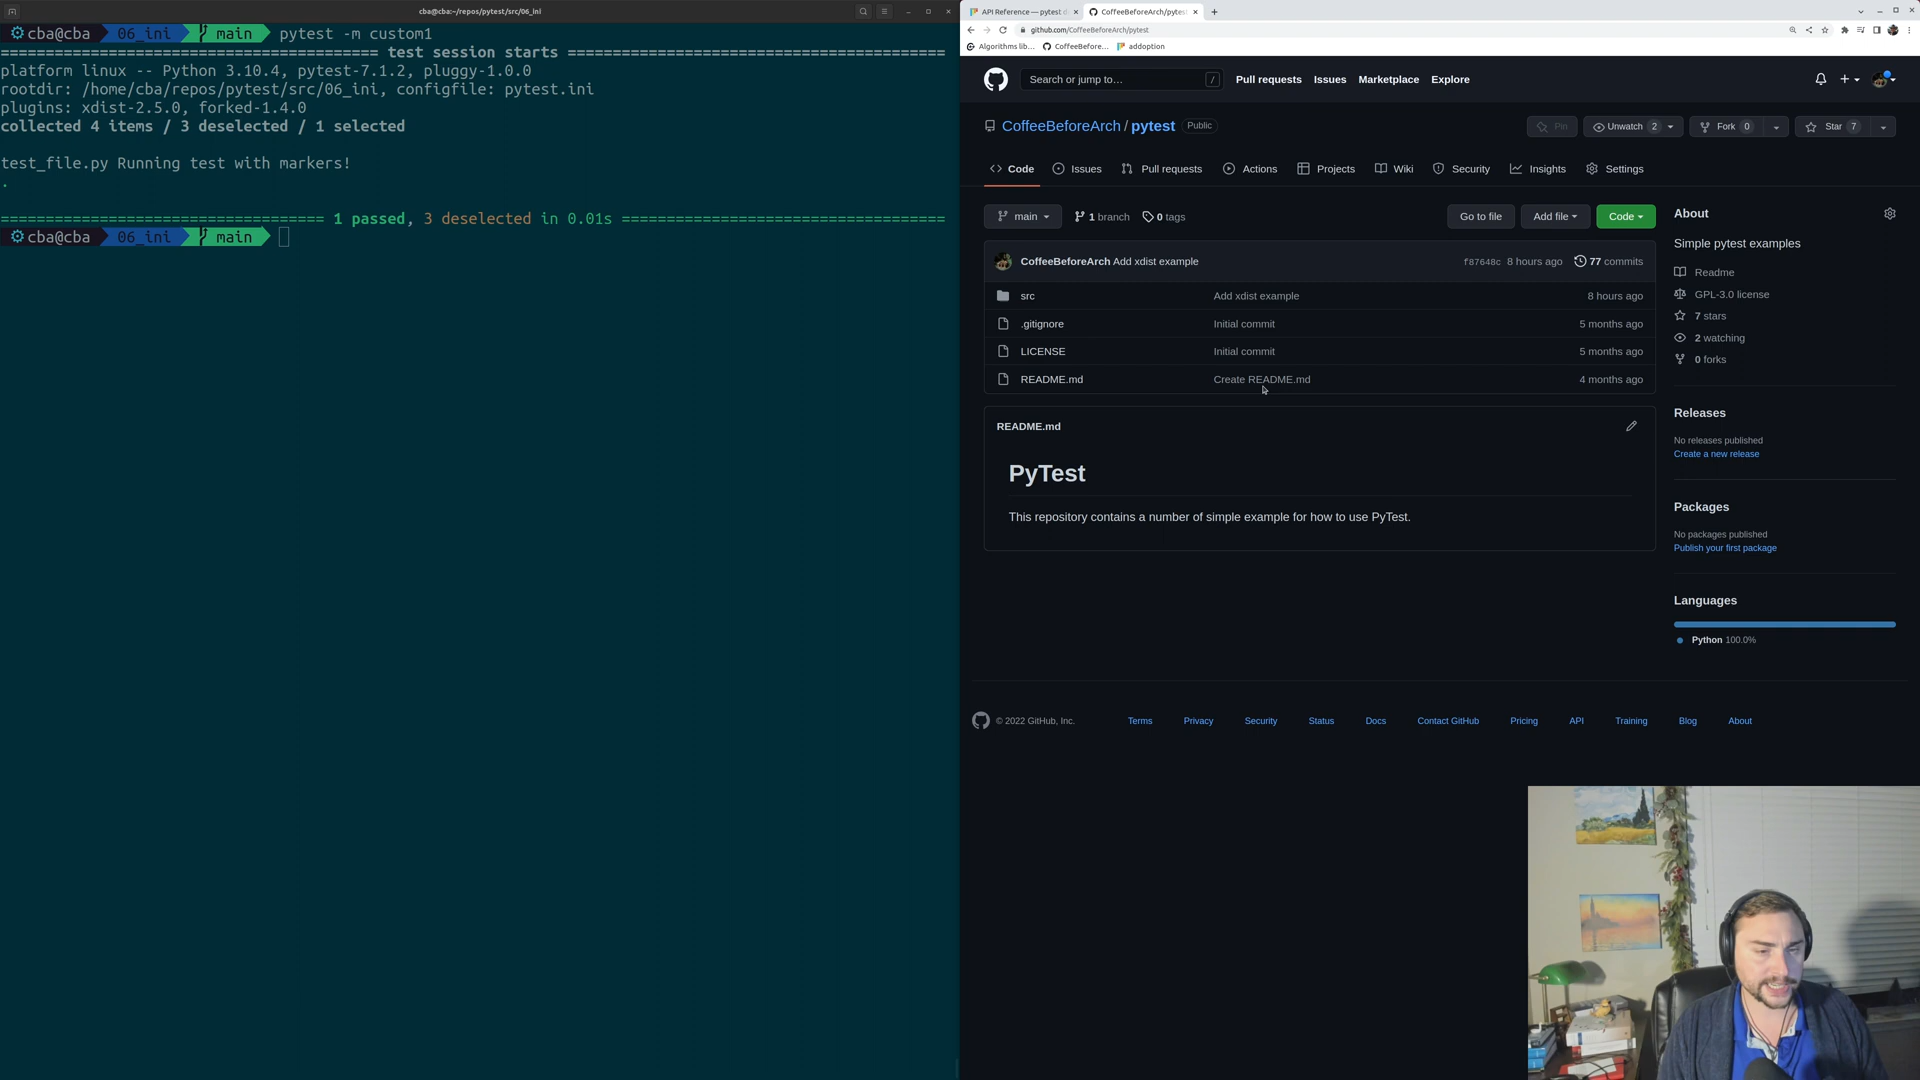 cba@cba:~/repos/pytest/src/06_ini
cba@cba 06_ini main pytest -m custom1
==================================== test session starts ====================================
platform linux -- Python 3.10.4, pytest-7.1.2, pluggy-1.0.0
rootdir: /home/cba/repos/pytest/src/06_ini, configfile: pytest.ini
plugins: xdist-2.5.0, forked-1.4.0
collected 4 items / 3 deselected / 1 selected
test_file.py Running test with markers!
.
=============================== 1 passed, 3 deselected in 0.01s ===============================
cba@cba 06_ini main
API Reference — pytest d
CoffeeBeforeArch/pytest
github.com/CoffeeBeforeArch/pytest
Algorithms lib...
CoffeeBefore...
addoption
Search or jump to…
/
Pull requests
Issues
Marketplace
Explore
CoffeeBeforeArch / pytest
Public
Pin
Unwatch 2
Fork 0
Star 7
Code
Issues
Pull requests
Actions
Projects
Wiki
Security
Insights
Settings
main
1 branch
0 tags
Go to file
Add file
Code
CoffeeBeforeArch Add xdist example
f87648c 8 hours ago
77 commits
src
Add xdist example
8 hours ago
.gitignore
Initial commit
5 months ago
LICENSE
Initial commit
5 months ago
README.md
Create README.md
4 months ago
README.md
PyTest
This repository contains a number of simple example for how to use PyTest.
About
Simple pytest examples
Readme
GPL-3.0 license
7 stars
2 watching
0 forks
Releases
No releases published
Create a new release
Packages
No packages published
Publish your first package
Languages
Python 100.0%
© 2022 GitHub, Inc.
Terms
Privacy
Security
Status
Docs
Contact GitHub
Pricing
API
Training
Blog
About